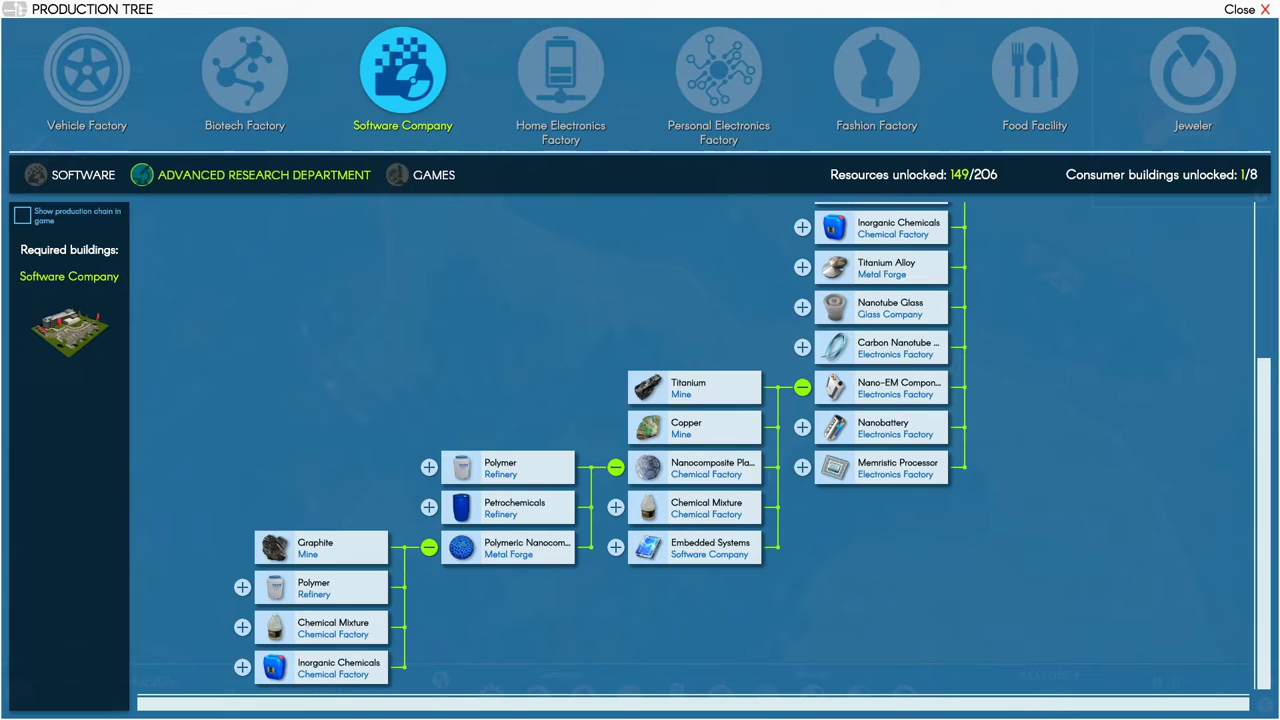 PRODUCTION TREE
Close X
Vehicle Factory
Biotech Factory
Software Company
Home Electronics
Factory
Personal Electronics
Factory
Fashion Factory
Food Facility
Jeweler
SOFTWARE
ADVANCED RESEARCH DEPARTMENT
GAMES
Resources unlocked: 149/206
Consumer buildings unlocked: 1/8
Show production chain in
game
Required buildings:
Software Company
Inorganic Chemicals
Chemical Factory
Titanium Alloy
Metal Forge
Nanotube Glass
Glass Company
Carbon Nanotube ...
Electronics Factory
Titanium
Mine
Nano-EM Compon...
Electronics Factory
Copper
Mine
Nanobattery
Electronics Factory
Polymer
Refinery
Nanocomposite Pla...
Chemical Factory
Memristic Processor
Electronics Factory
Petrochemicals
Refinery
Chemical Mixture
Chemical Factory
Graphite
Mine
Polymeric Nanocom...
Metal Forge
Embedded Systems
Software Company
Polymer
Refinery
Chemical Mixture
Chemical Factory
Inorganic Chemicals
Chemical Factory